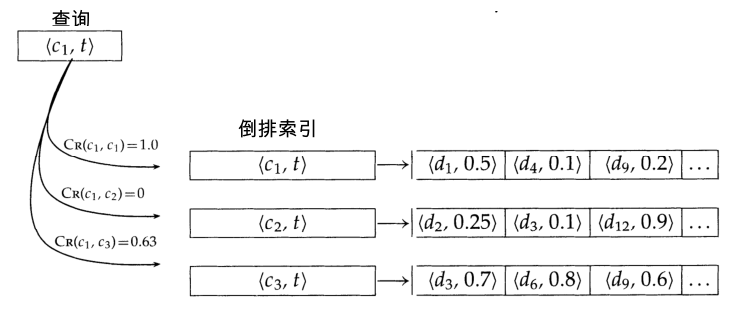 查询
⟨c₁, t⟩
倒排索引
CR(c₁, c₁)=1.0
⟨c₁, t⟩ ⟨d₁, 0.5⟩ ⟨d₄, 0.1⟩ ⟨d₉, 0.2⟩ ...
CR(c₁, c₂)=0
⟨c₂, t⟩ ⟨d₂, 0.25⟩ ⟨d₃, 0.1⟩ ⟨d₁₂, 0.9⟩ ...
CR(c₁, c₃)=0.63
⟨c₃, t⟩ ⟨d₃, 0.7⟩ ⟨d₆, 0.8⟩ ⟨d₉, 0.6⟩ ...